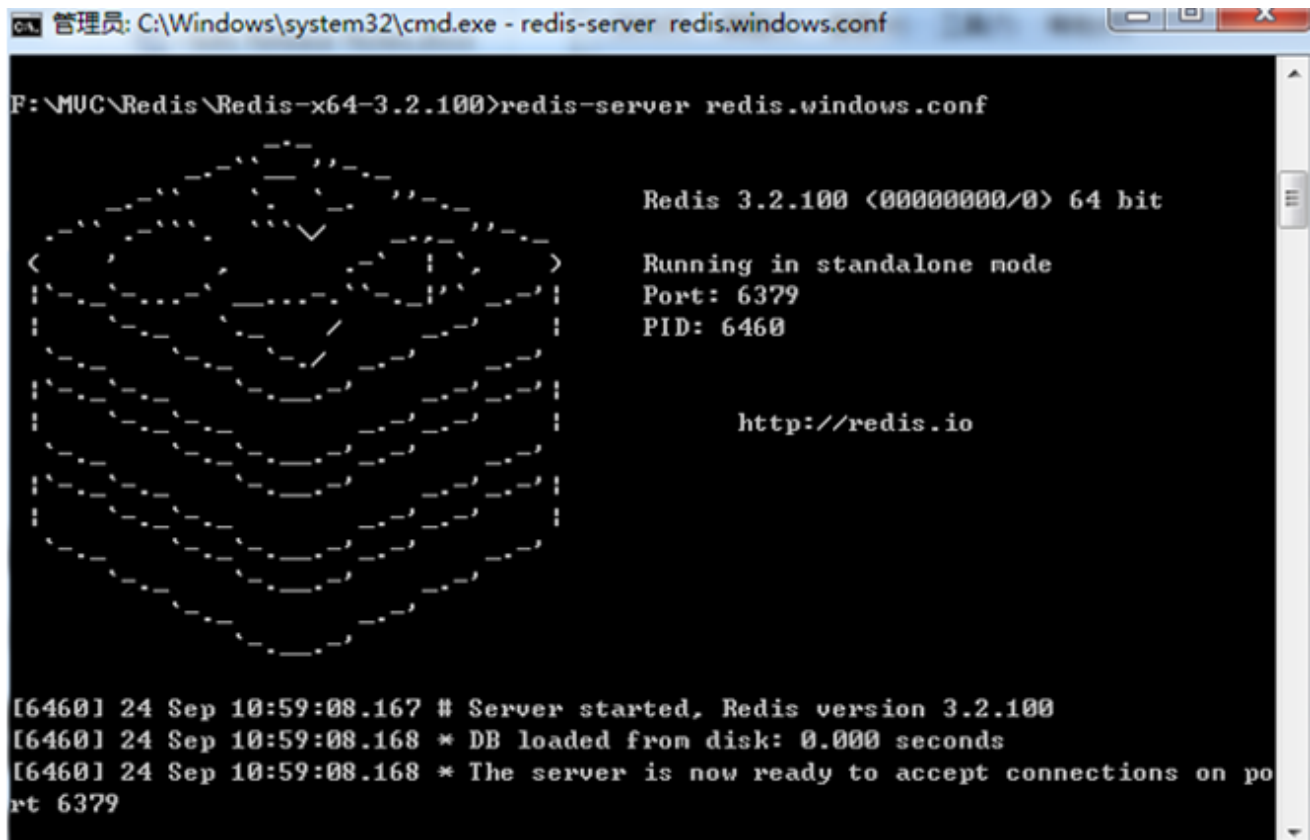 管理员: C:\Windows\system32\cmd.exe - redis-server redis.windows.conf
F:\MVC\Redis\Redis-x64-3.2.100>redis-server redis.windows.conf
Redis 3.2.100 (00000000/0) 64 bit
Running in standalone mode
Port: 6379
PID: 6460
http://redis.io
[6460] 24 Sep 10:59:08.167 # Server started, Redis version 3.2.100
[6460] 24 Sep 10:59:08.168 * DB loaded from disk: 0.000 seconds
[6460] 24 Sep 10:59:08.168 * The server is now ready to accept connections on po
rt 6379